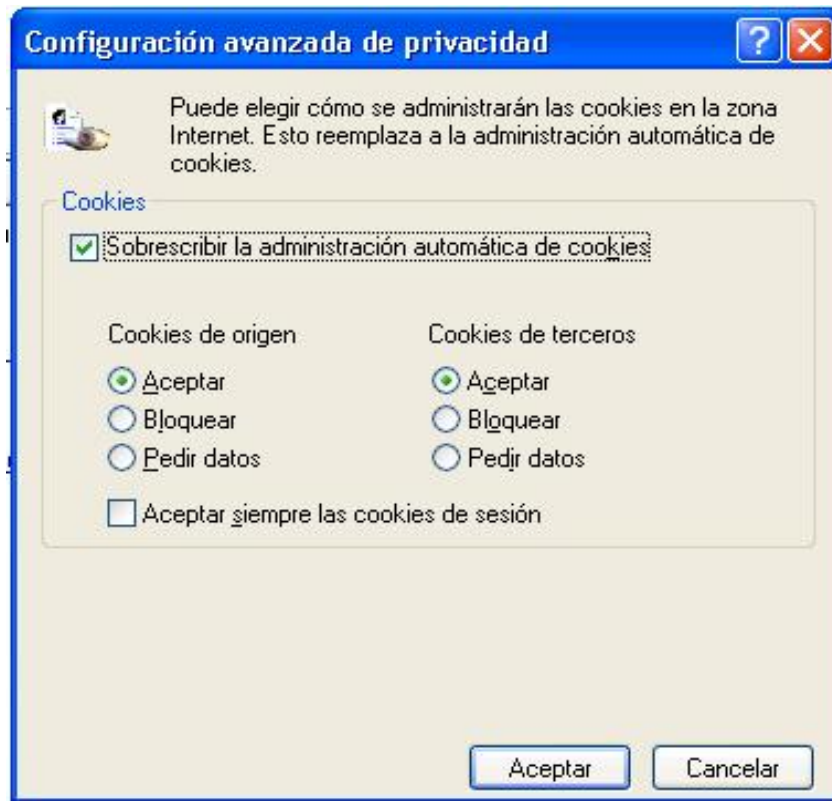 Configuración avanzada de privacidad
Puede elegir cómo se administrarán las cookies en la zona
Internet. Esto reemplaza a la administración automática de
cookies.
Cookies
Sobrescribir la administración automática de cookies
Cookies de origen Cookies de terceros
Aceptar Aceptar
Bloquear Bloquear
Pedir datos Pedir datos
Aceptar siempre las cookies de sesión
Aceptar Cancelar